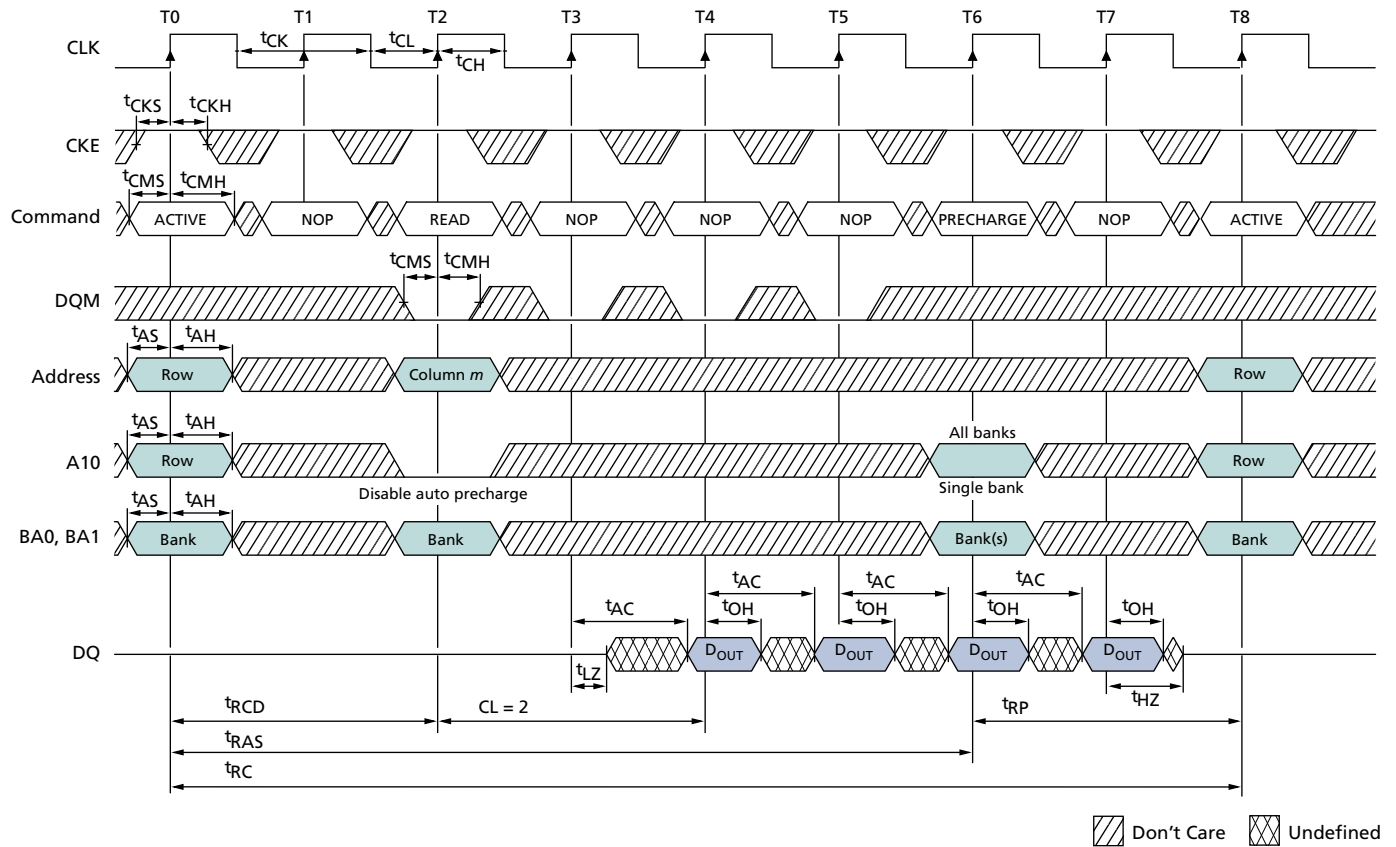 T0 T1 T2 T3 T4 T5 T6 T7 T8
CLK
tCK tCL
tCH
tCKS tCKH
CKE
tCMS tCMH
Command ACTIVE NOP READ NOP NOP NOP PRECHARGE NOP ACTIVE
tCMS tCMH
DQM
tAS tAH
Address Row Column m Row
tAS tAH
All banks
A10 Row Row
Disable auto precharge
Single bank
tAS tAH
BA0, BA1 Bank Bank Bank(s) Bank
tAC tAC tAC
tAC tOH tOH tOH tOH
DQ DOUT DOUT DOUT DOUT
tLZ
tHZ
tRCD CL = 2 tRP
tRAS
tRC
Don't Care Undefined